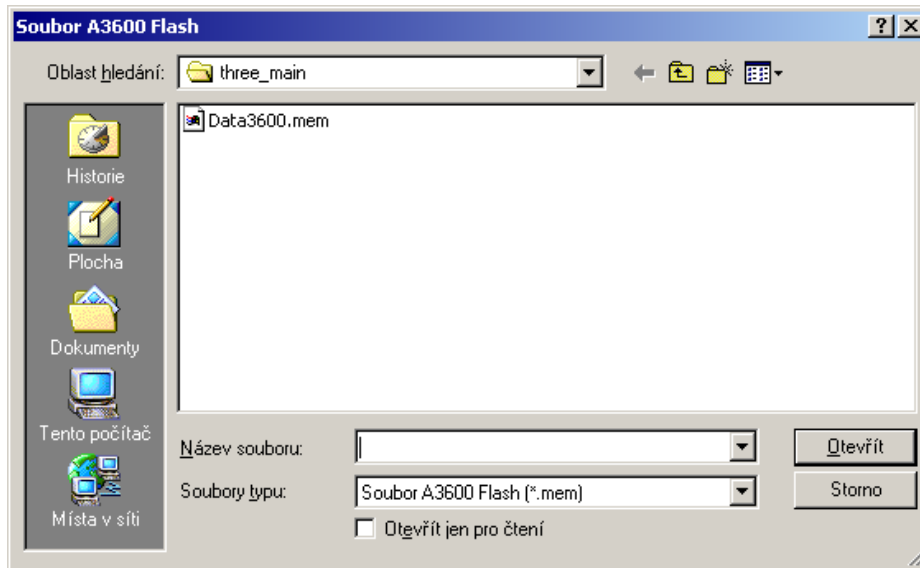 Soubor A3600 Flash
Oblast hledání: three_main
Data3600.mem
Historie
Plocha
Dokumenty
Tento počítač
Místa v síti
Název souboru: Otevřít
Soubory typu: Soubor A3600 Flash (*.mem) Storno
Otevřít jen pro čtení